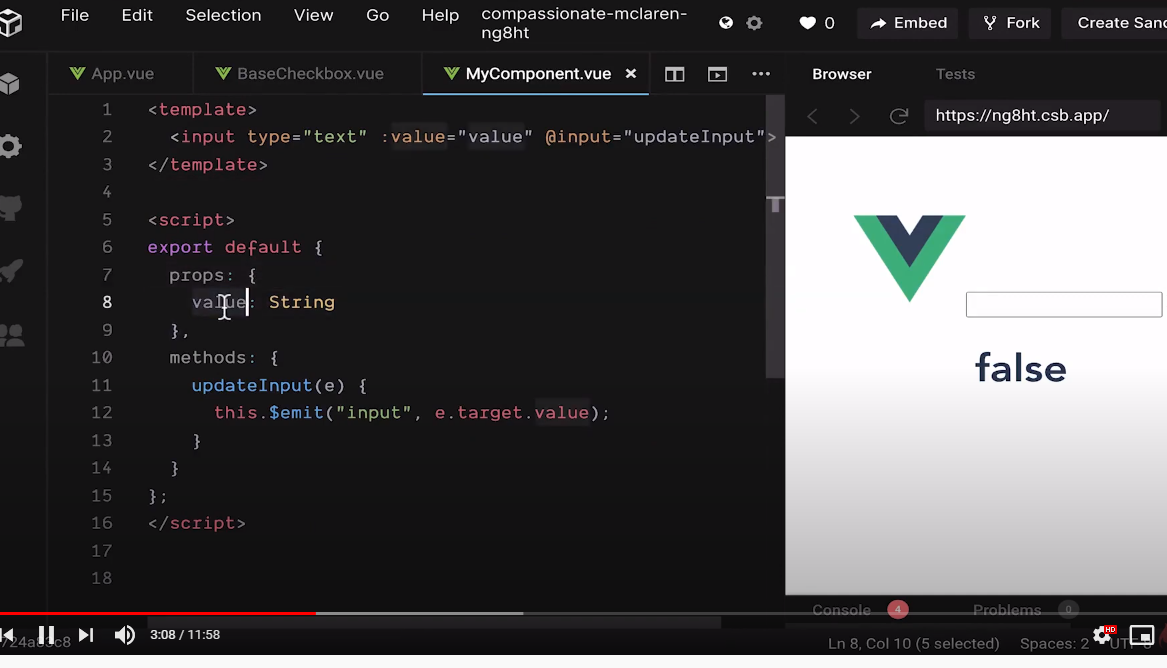 File Edit Selection View Go Help compassionate-mclaren-ng8ht 0 Embed Fork
App.vue BaseCheckbox.vue MyComponent.vue × Browser Tests
https://ng8ht.csb.app/
1 <template>
2 <input type="text" :value="value" @input="updateInput">
3 </template>
4
5 <script>
6 export default {
7 props: {
8 value: String
9 },
10 methods: {
11 updateInput(e) {
12 this.$emit("input", e.target.value);
13 }
14 }
15 };
16 </script>
17
18
false
Console 4 Problems 0
3:08 / 11:58
724a83c8
Ln 8, Col 10 (5 selected) Spaces: 2
HD